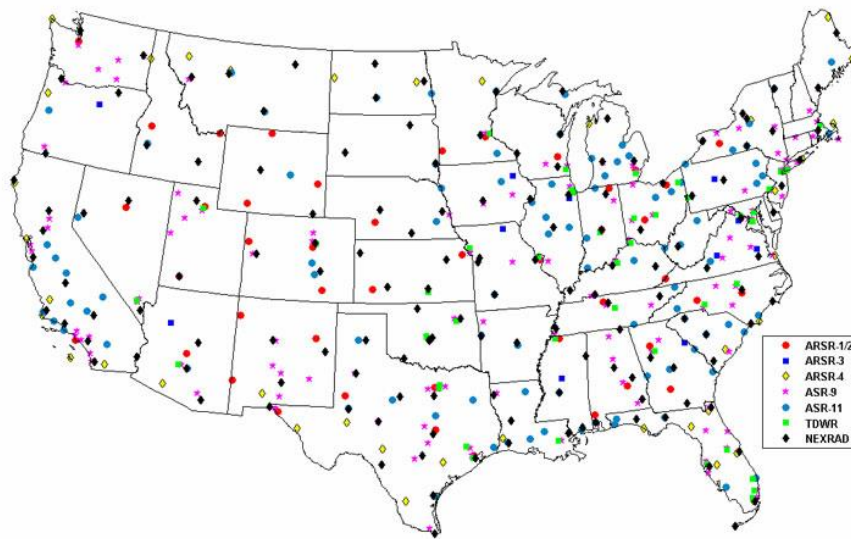 ARSR-1/2
ARSR-3
ARSR-4
ASR-9
ASR-11
TDWR
NEXRAD